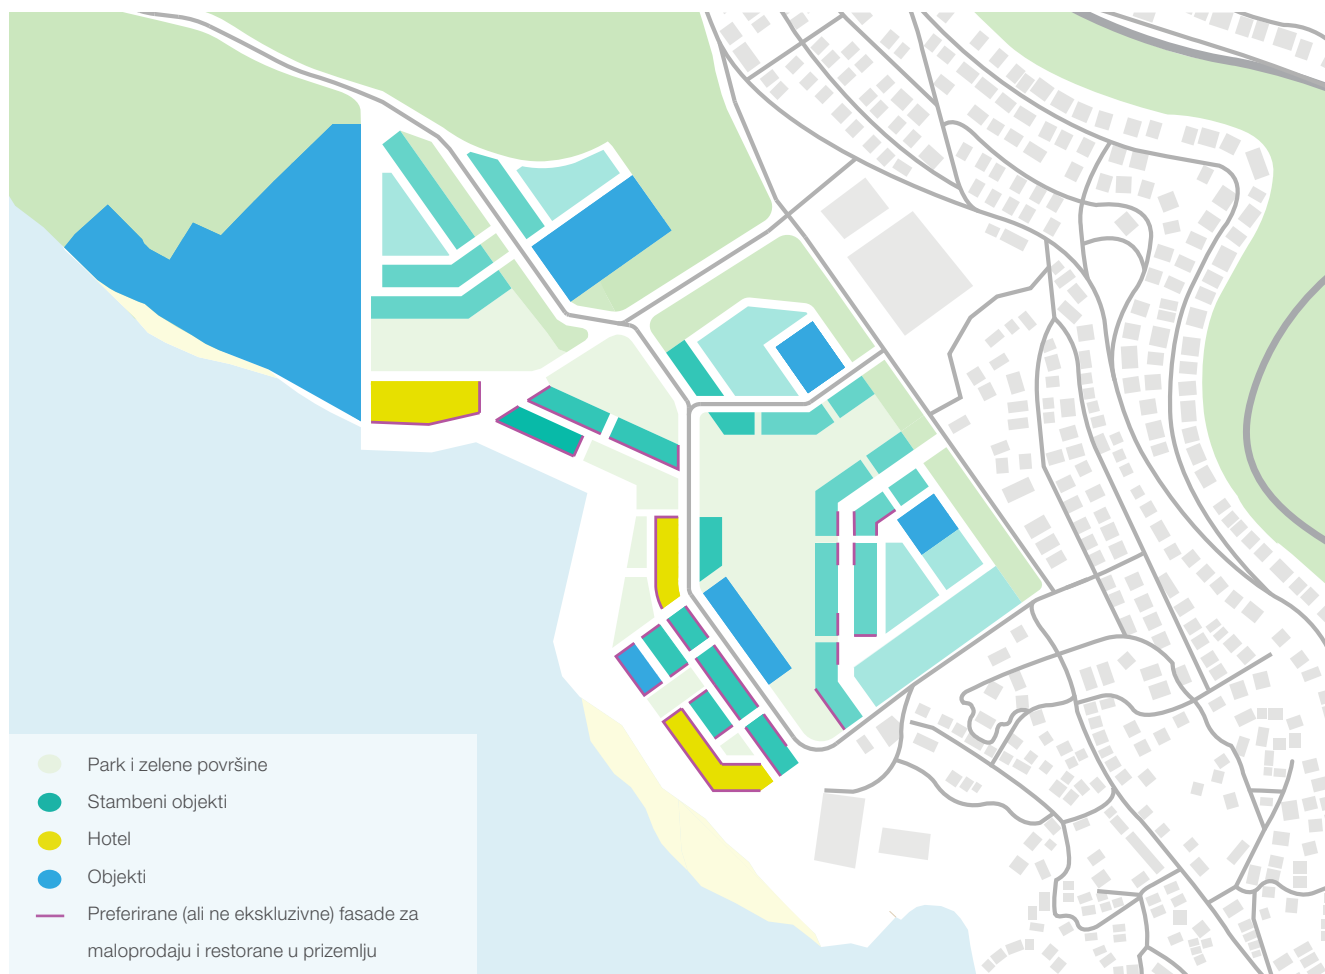 Park i zelene površine
Stambeni objekti
Hotel
Objekti
Preferirane (ali ne ekskluzivne) fasade za
maloprodaju i restorane u prizemlju